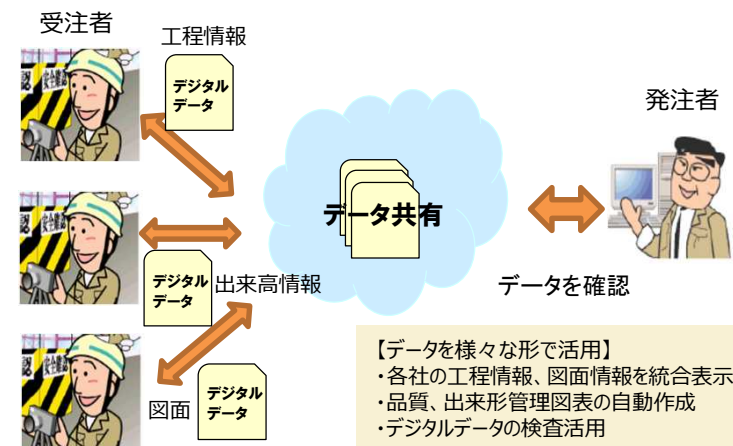 受注者
工程情報
デジタル
データ
安全確認
発注者
データ共有
デジタル
データ
出来高情報
データを確認
図面
デジタル
データ
【データを様々な形で活用】
・各社の工程情報、図面情報を統合表示
・品質、出来形管理図表の自動作成
・デジタルデータの検査活用